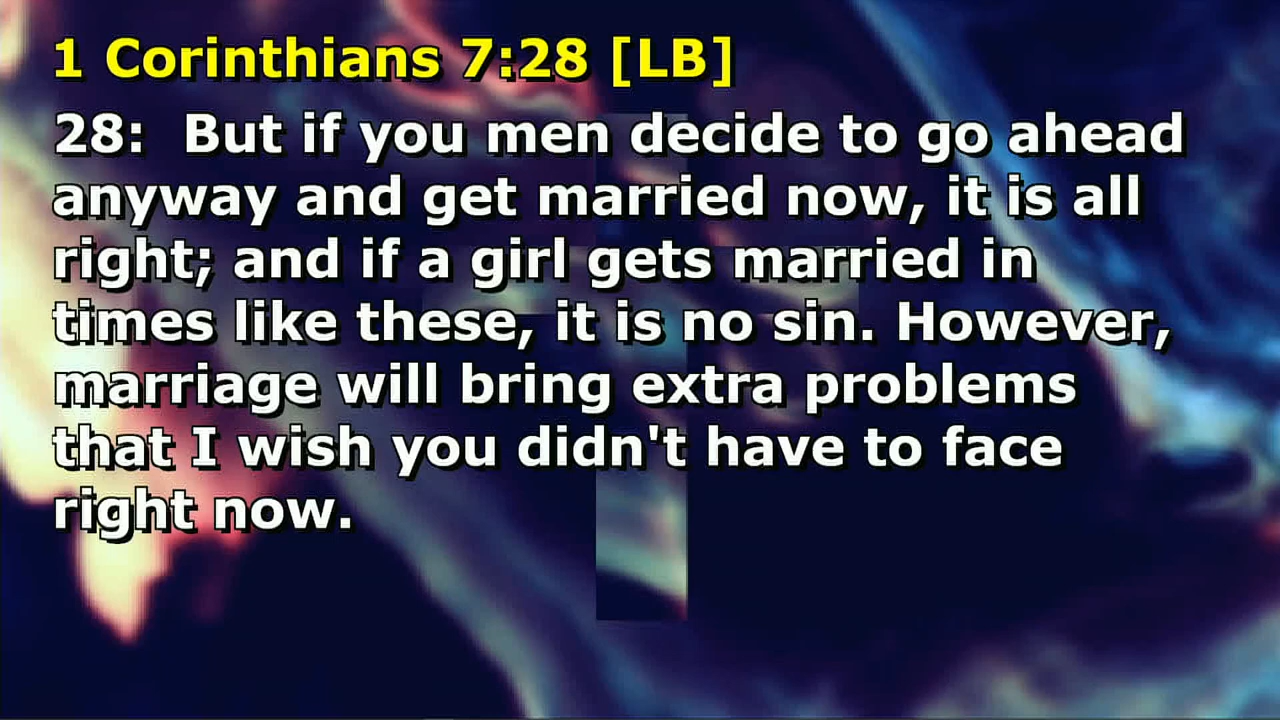 1 Corinthians 7:28 [LB]
28:  But if you men decide to go ahead
anyway and get married now, it is all
right; and if a girl gets married in
times like these, it is no sin. However,
marriage will bring extra problems
that I wish you didn't have to face
right now.